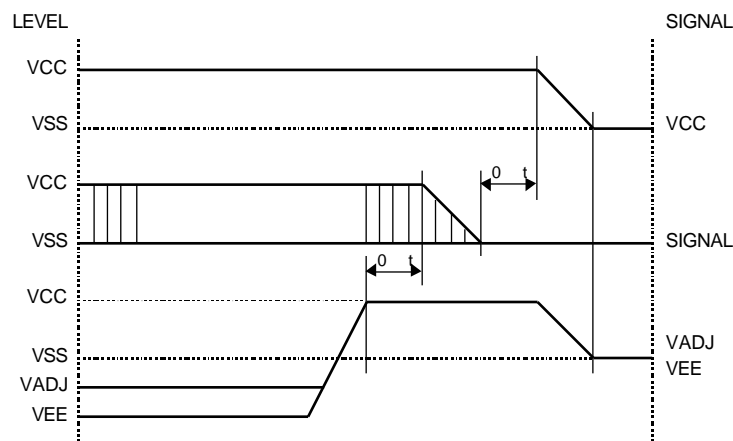 LEVEL SIGNAL
VCC
VSS VCC
VCC 0 t
VSS SIGNAL
0 t
VCC
VSS VADJ
VEE
VADJ
VEE